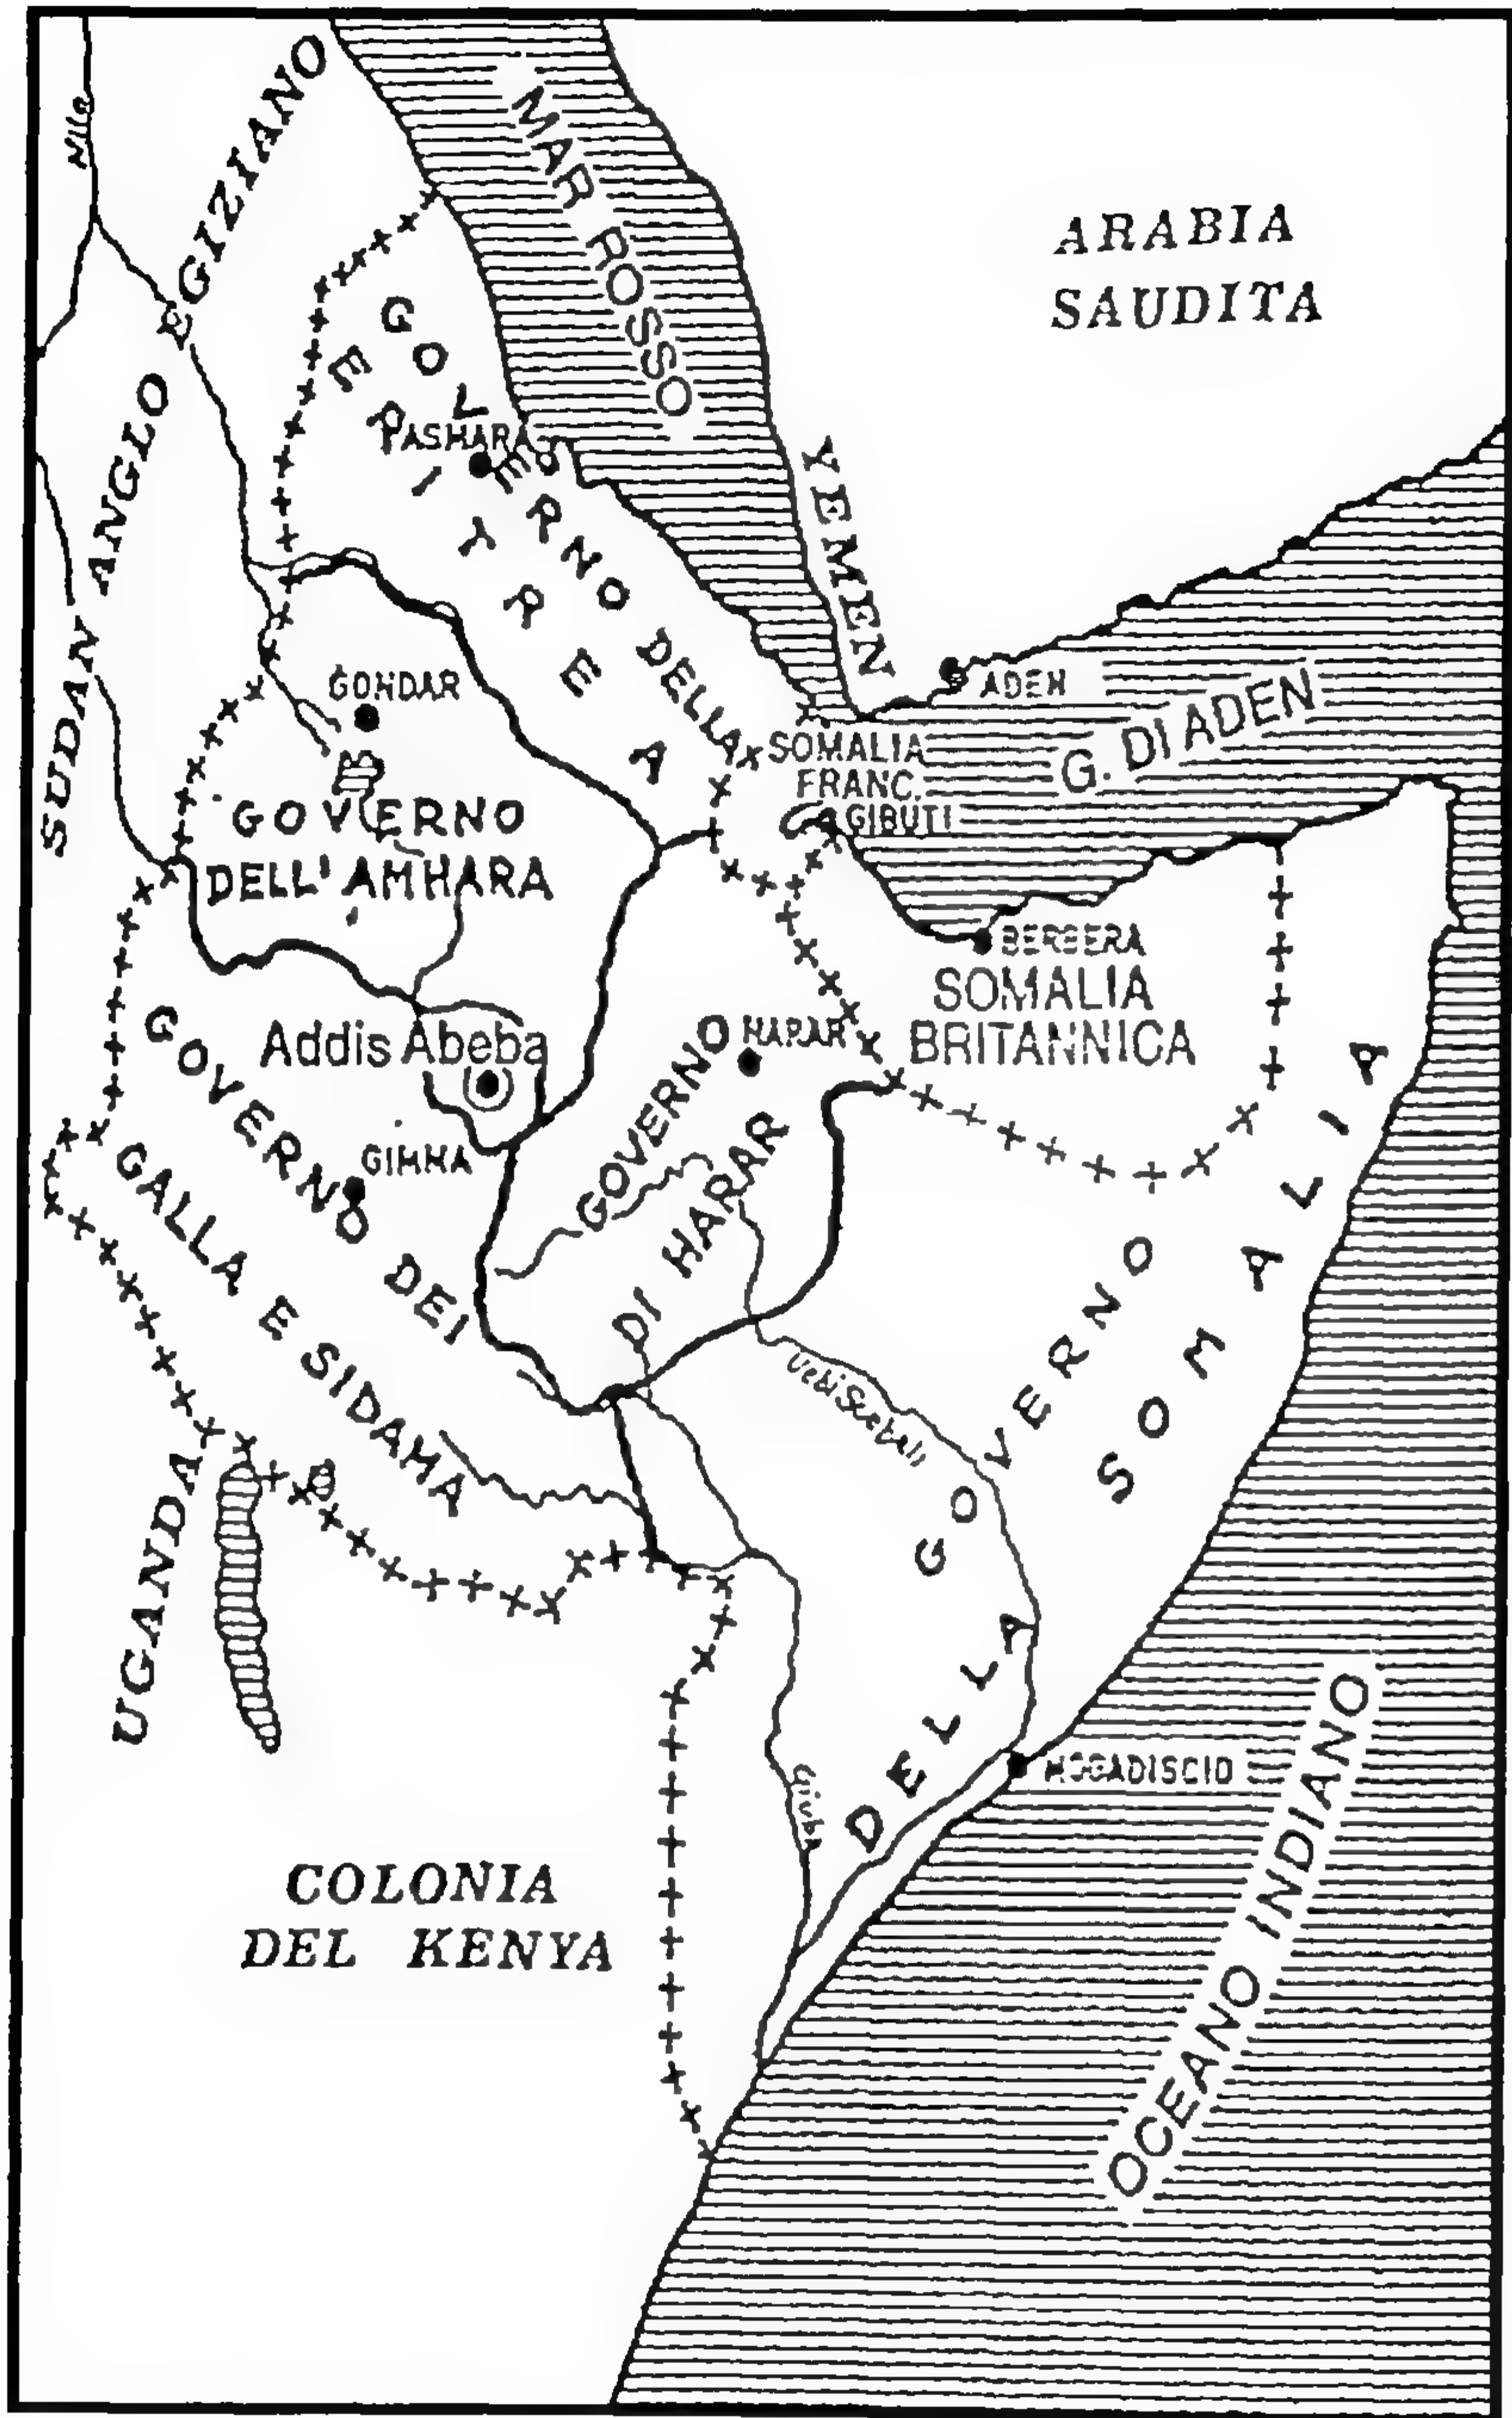 Nilo
SUDAN ANGLO EGIZIANO
MAR ROSSO
ARABIA
SAUDITA
GOVERNO DELLA
ERITREA
YEMEN
ADEN
G. DI ADEN
GONDAR
SOMALIA
FRANC.
GIBUTI
GOVERNO
DELL' AMHARA
BERBERA
SOMALIA
BRITANNICA
Addis Abeba
HARAR
GOVERNO
DI HARAR
GIMMA
GOVERNO DEI
GALLA E SIDAMA
UGANDA
Uebi Scebeli
GOVERNO
DELLA
SOMALIA
Giuba
MOGADISCIO
COLONIA
DEL KENYA
OCEANO INDIANO